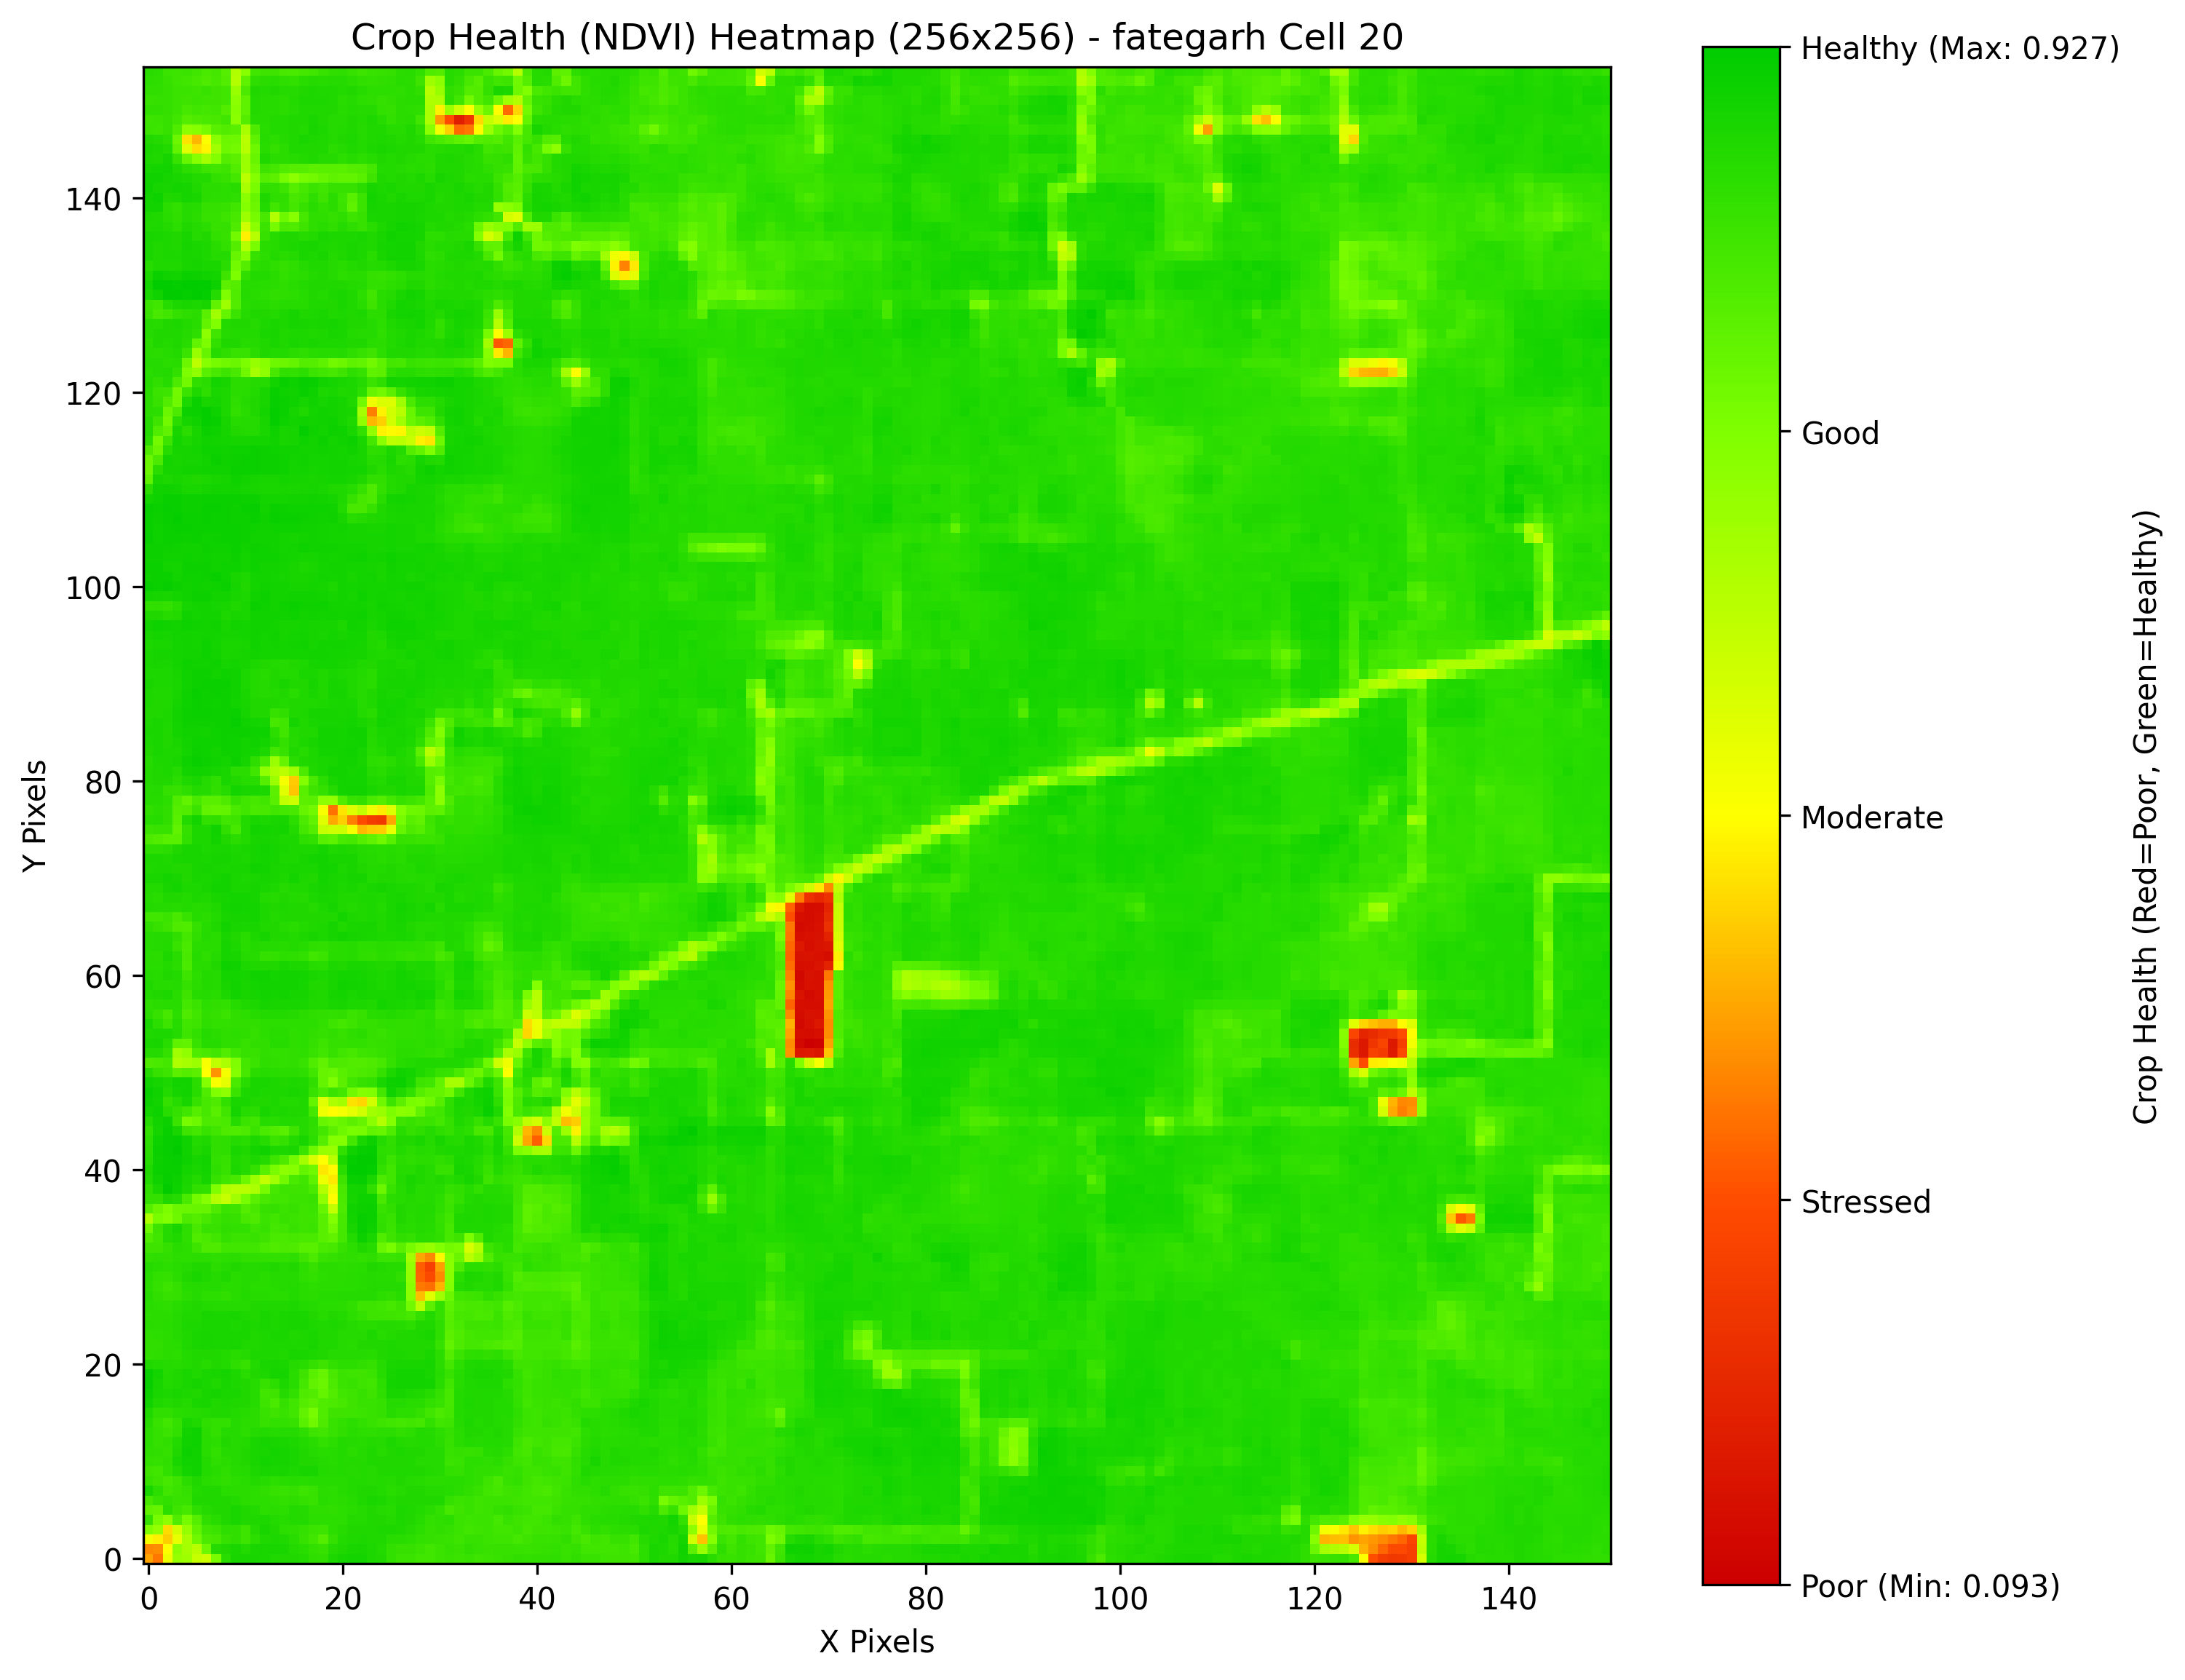 Crop Health (NDVI) Heatmap (256x256) - fategarh Cell 20
Healthy (Max: 0.927)
Good
Moderate
Stressed
Poor (Min: 0.093)
Crop Health (Red=Poor, Green=Healthy)
Y Pixels
140
120
100
80
60
40
20
0
0 20 40 60 80 100 120 140
X Pixels